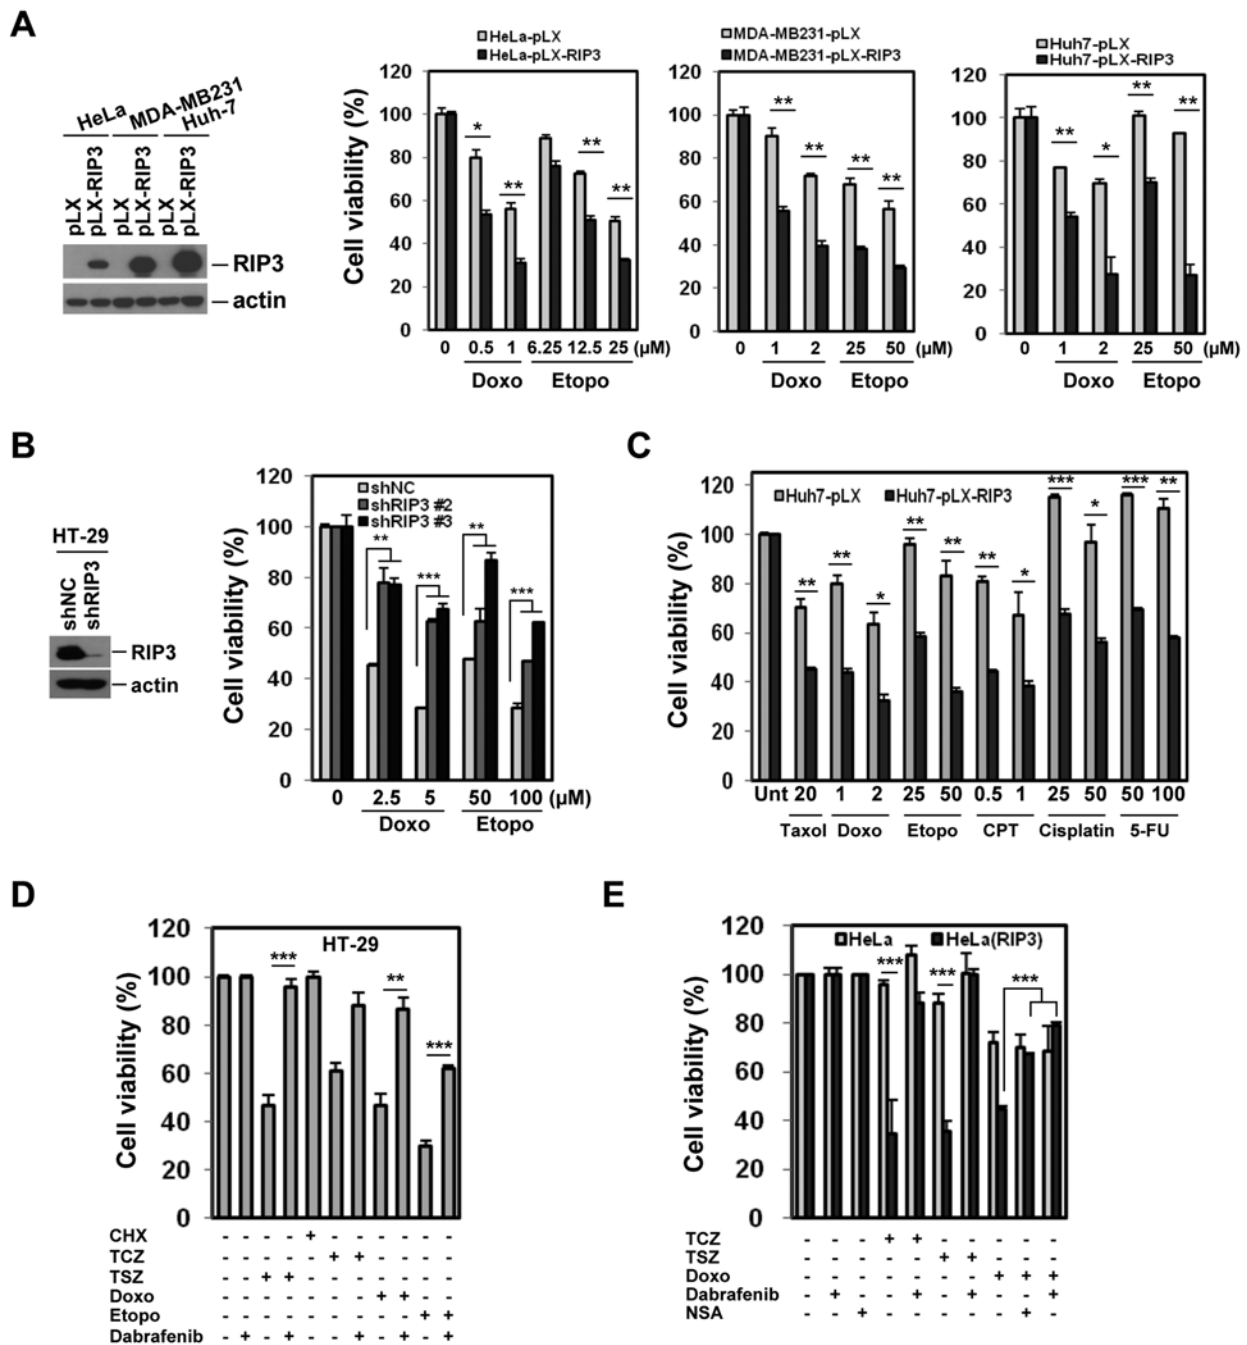 A
HeLa
MDA-MB231
Huh-7
pLX
pLX-RIP3
pLX
pLX-RIP3
pLX
pLX-RIP3
RIP3
actin
HeLa-pLX
HeLa-pLX-RIP3
Cell viability (%)
120
100
80
60
40
20
0
* ** ** **
0 0.5 1 6.25 12.5 25 (μM)
Doxo Etopo
MDA-MB231-pLX
MDA-MB231-pLX-RIP3
120
100
80
60
40
20
0
** ** ** **
0 1 2 25 50 (μM)
Doxo Etopo
Huh7-pLX
Huh7-pLX-RIP3
120
100
80
60
40
20
0
** * ** **
0 1 2 25 50 (μM)
Doxo Etopo
B
HT-29
shNC
shRIP3
RIP3
actin
Cell viability (%)
120
100
80
60
40
20
0
shNC
shRIP3 #2
shRIP3 #3
** *** ** ***
0 2.5 5 50 100 (μM)
Doxo Etopo
C
Cell viability (%)
120
100
80
60
40
20
0
Huh7-pLX Huh7-pLX-RIP3
** ** * ** ** ** * *** * *** **
Unt 20 1 2 25 50 0.5 1 25 50 50 100
Taxol Doxo Etopo CPT Cisplatin 5-FU
D
Cell viability (%)
120
100
80
60
40
20
0
HT-29
*** ** ***
CHX - - - - + - - - - - -
TCZ - - - - - + + - - - -
TSZ - - + + - - - - - - -
Doxo - - - - - - - + + - -
Etopo - - - - - - - - - + +
Dabrafenib - + - + - - + - + - +
E
Cell viability (%)
120
100
80
60
40
20
0
HeLa HeLa(RIP3)
*** *** ***
TCZ - - - + + - - - - -
TSZ - - - - - + + - - -
Doxo - - - - - - - + + +
Dabrafenib - + - - + - + - - +
NSA - - + - - - - - + -